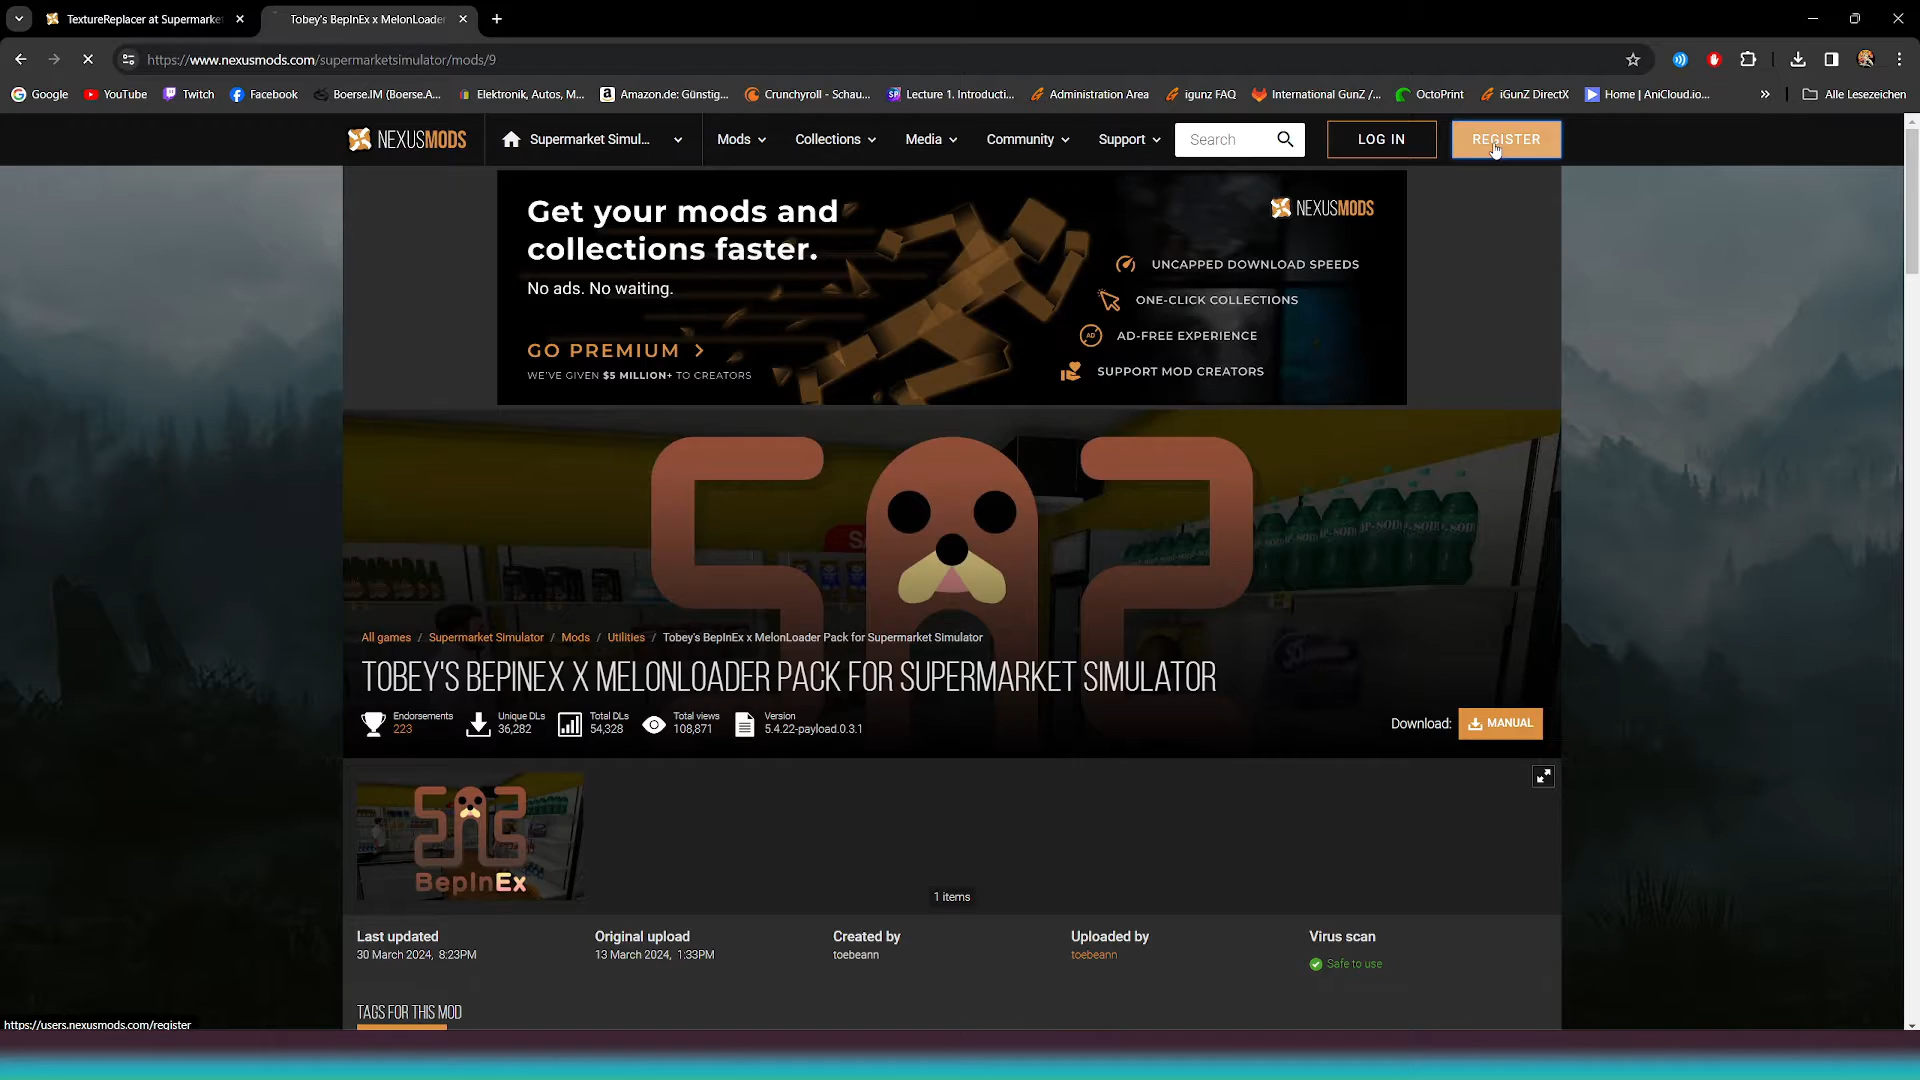 TextureReplacer at Supermarke
Tobey's BepInEx x MelonLoader
https://www.nexusmods.com/supermarketsimulator/mods/9
Google
YouTube
Twitch
Facebook
Boerse.IM (Boerse.A...
Elektronik, Autos, M...
Amazon.de: Günstig...
Crunchyroll - Schau...
Lecture 1. Introducti...
Administration Area
igunz FAQ
International GunZ /...
OctoPrint
iGunZ DirectX
Home | AniCloud.io...
»
Alle Lesezeichen
NEXUSMODS
Supermarket Simul...
Mods
Collections
Media
Community
Support
Search
LOG IN
REGISTER
Get your mods and
collections faster.
No ads. No waiting.
GO PREMIUM >
WE'VE GIVEN $5 MILLION+ TO CREATORS
NEXUSMODS
UNCAPPED DOWNLOAD SPEEDS
ONE-CLICK COLLECTIONS
AD
AD-FREE EXPERIENCE
SUPPORT MOD CREATORS
All games / Supermarket Simulator / Mods / Utilities / Tobey's BepInEx x MelonLoader Pack for Supermarket Simulator
TOBEY'S BEPINEX X MELONLOADER PACK FOR SUPERMARKET SIMULATOR
Endorsements
223
Unique DLs
36,282
Total DLs
54,328
Total views
108,871
Version
5.4.22-payload.0.3.1
Download:
MANUAL
BepInEx
1 items
Last updated
30 March 2024, 8:23PM
Original upload
13 March 2024, 1:33PM
Created by
toebeann
Uploaded by
toebeann
Virus scan
Safe to use
TAGS FOR THIS MOD
https://users.nexusmods.com/register